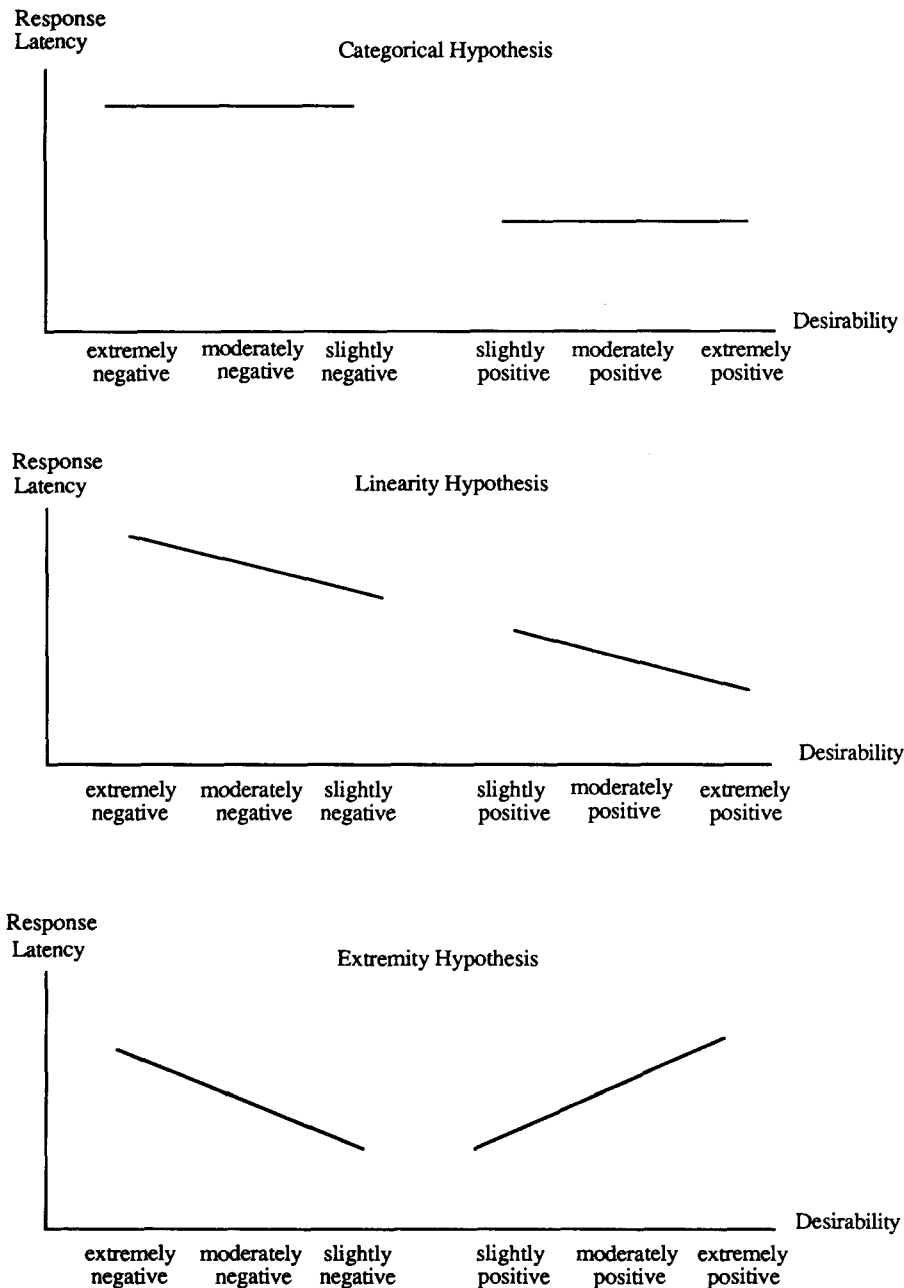 Response
Latency
Categorical Hypothesis
Desirability
extremely negative
moderately negative
slightly negative
slightly positive
moderately positive
extremely positive
Response
Latency
Linearity Hypothesis
Desirability
extremely negative
moderately negative
slightly negative
slightly positive
moderately positive
extremely positive
Response
Latency
Extremity Hypothesis
Desirability
extremely negative
moderately negative
slightly negative
slightly positive
moderately positive
extremely positive